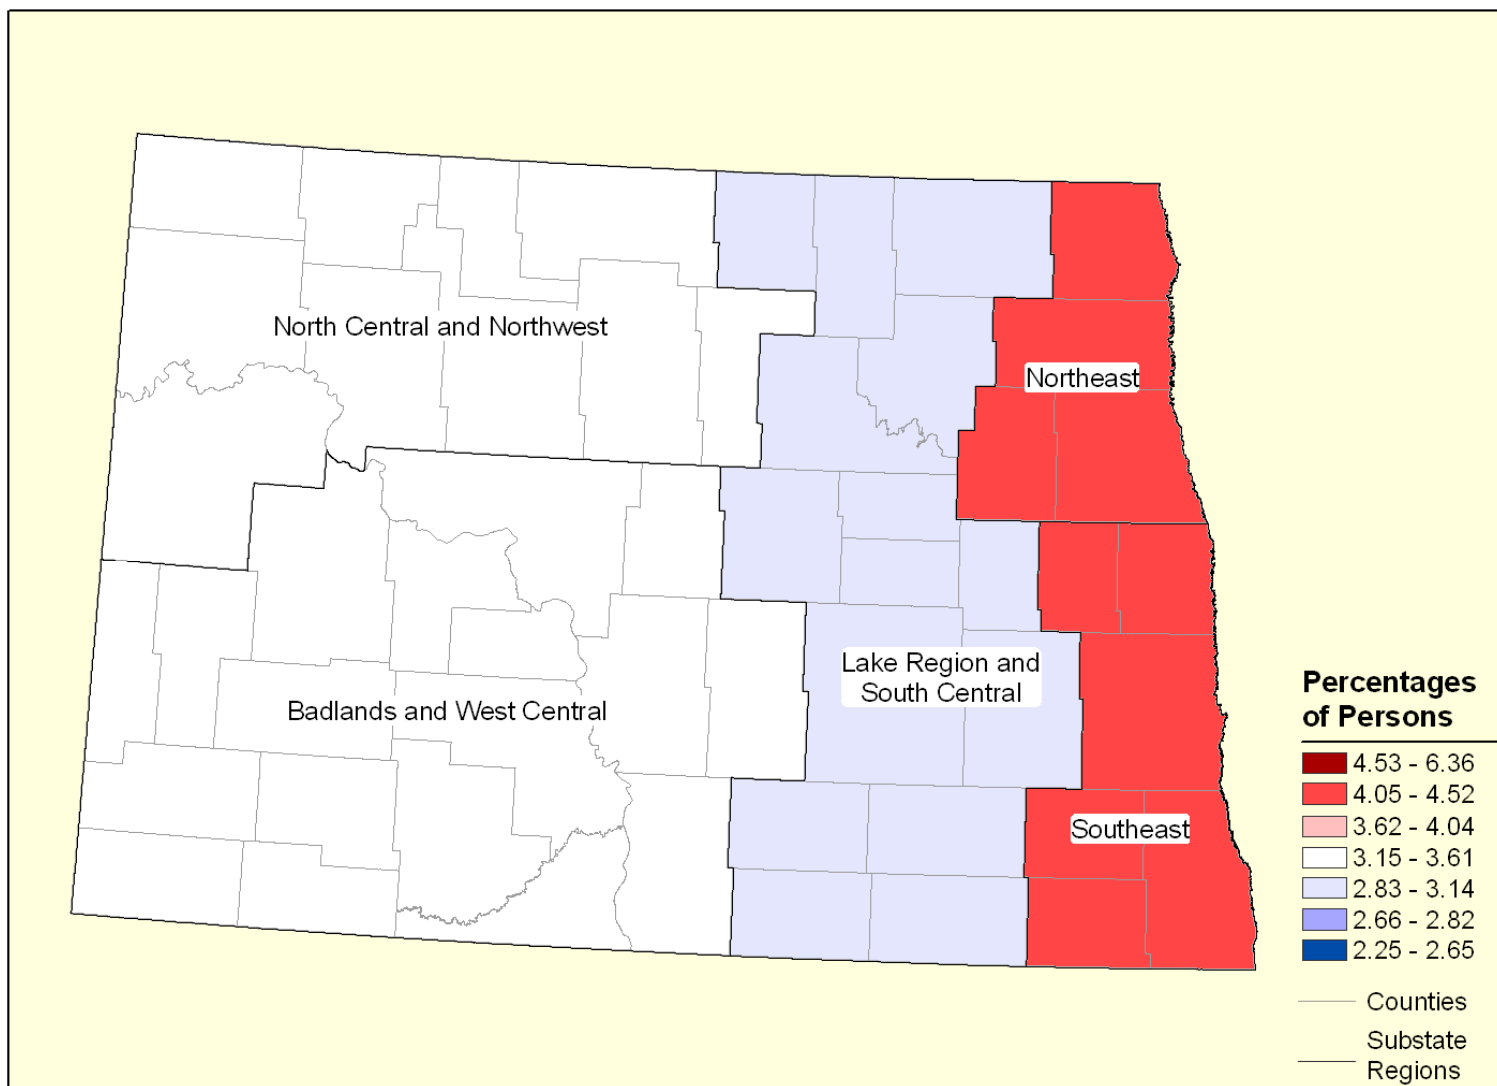 North Central and Northwest
Northeast
Lake Region and
South Central
Badlands and West Central
Southeast
Percentages
of Persons
4.53 - 6.36
4.05 - 4.52
3.62 - 4.04
3.15 - 3.61
2.83 - 3.14
2.66 - 2.82
2.25 - 2.65
Counties
Substate
Regions